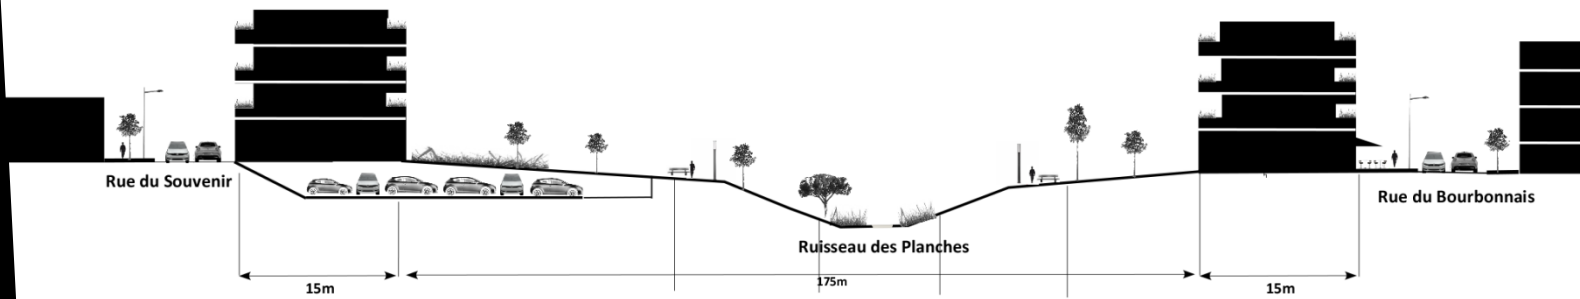 Rue du Souvenir
Rue du Bourbonnais
Ruisseau des Planches
15m
175m
15m